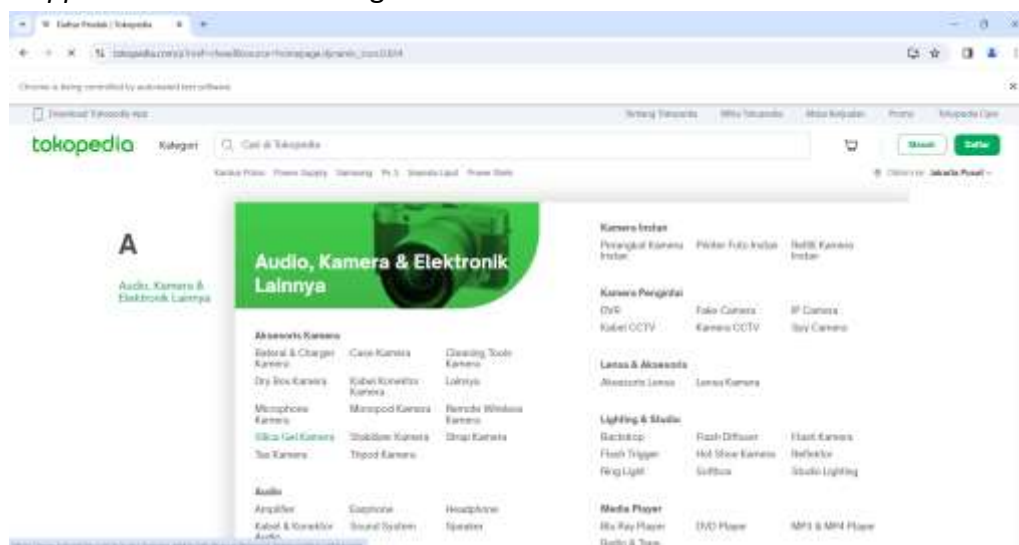 Daftar Produk | Tokopedia
Chrome is being controlled by automated test software.
Download Tokopedia App
Tentang Tokopedia
Mitra Tokopedia
Mulai Berjualan
Promo
Tokopedia Care
tokopedia
Kategori
Cari di Tokopedia
Masuk
Daftar
Power Supply
Samsung
Jakarta Pusat
A
Audio, Kamera &
Elektronik Lainnya
Audio, Kamera & Elektronik
Lainnya
Aksesoris Kamera
Baterai & Charger
Kamera
Case Kamera
Cleaning Tools
Kamera
Dry Box Kamera
Kabel Konektor
Kamera
Lainnya
Microphone
Kamera
Monopod Kamera
Remote Wireless
Kamera
Silica Gel Kamera
Stabilizer Kamera
Strap Kamera
Tas Kamera
Tripod Kamera
Audio
Amplifier
Earphone
Headphone
Kabel & Konektor
Audio
Sound System
Speaker
Kamera Instan
Perangkat Kamera
Instan
Printer Foto Instan
Refill Kamera
Instan
Kamera Pengintai
DVR
Fake Camera
IP Camera
Kabel CCTV
Kamera CCTV
Spy Camera
Lensa & Aksesoris
Aksesoris Lensa
Lensa Kamera
Lighting & Studio
Backdrop
Flash Diffuser
Flash Kamera
Flash Trigger
Hot Shoe Kamera
Reflektor
Ring Light
Softbox
Studio Lighting
Media Player
Blu Ray Player
DVD Player
MP3 & MP4 Player
Radio & Tape